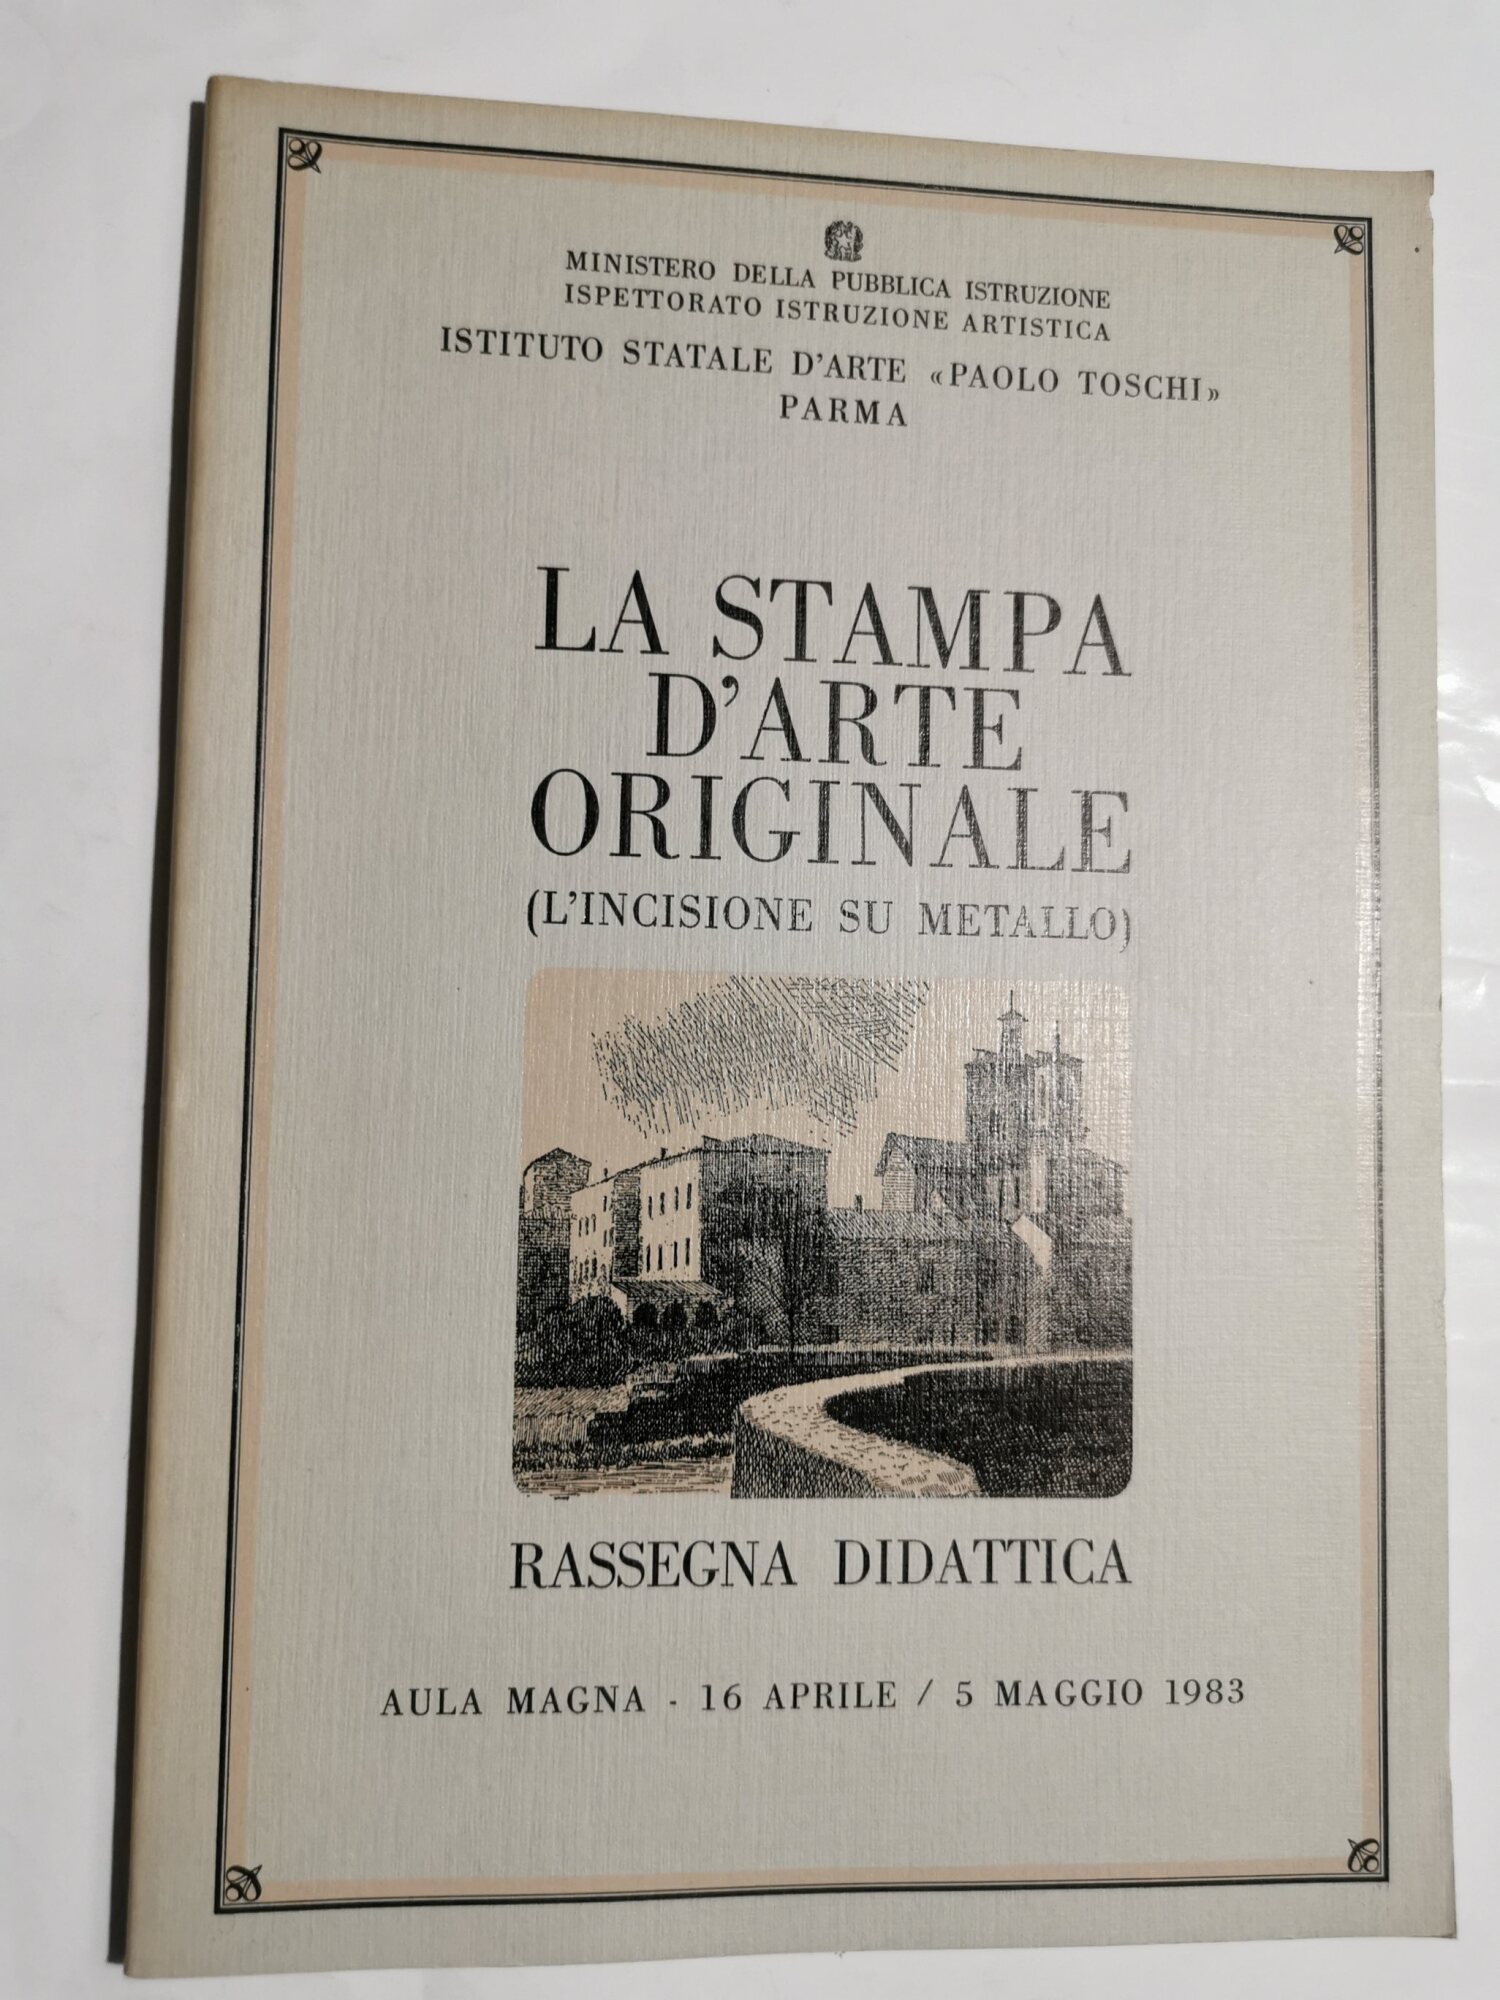 MINISTERO DELLA PUBBLICA ISTRUZIONE
ISPETTORATO ISTRUZIONE ARTISTICA
ISTITUTO STATALE D'ARTE «PAOLO TOSCHI»
PARMA
LA STAMPA
D'ARTE
ORIGINALE
(L'INCISIONE SU METALLO)
RASSEGNA DIDATTICA
AULA MAGNA - 16 APRILE / 5 MAGGIO 1983